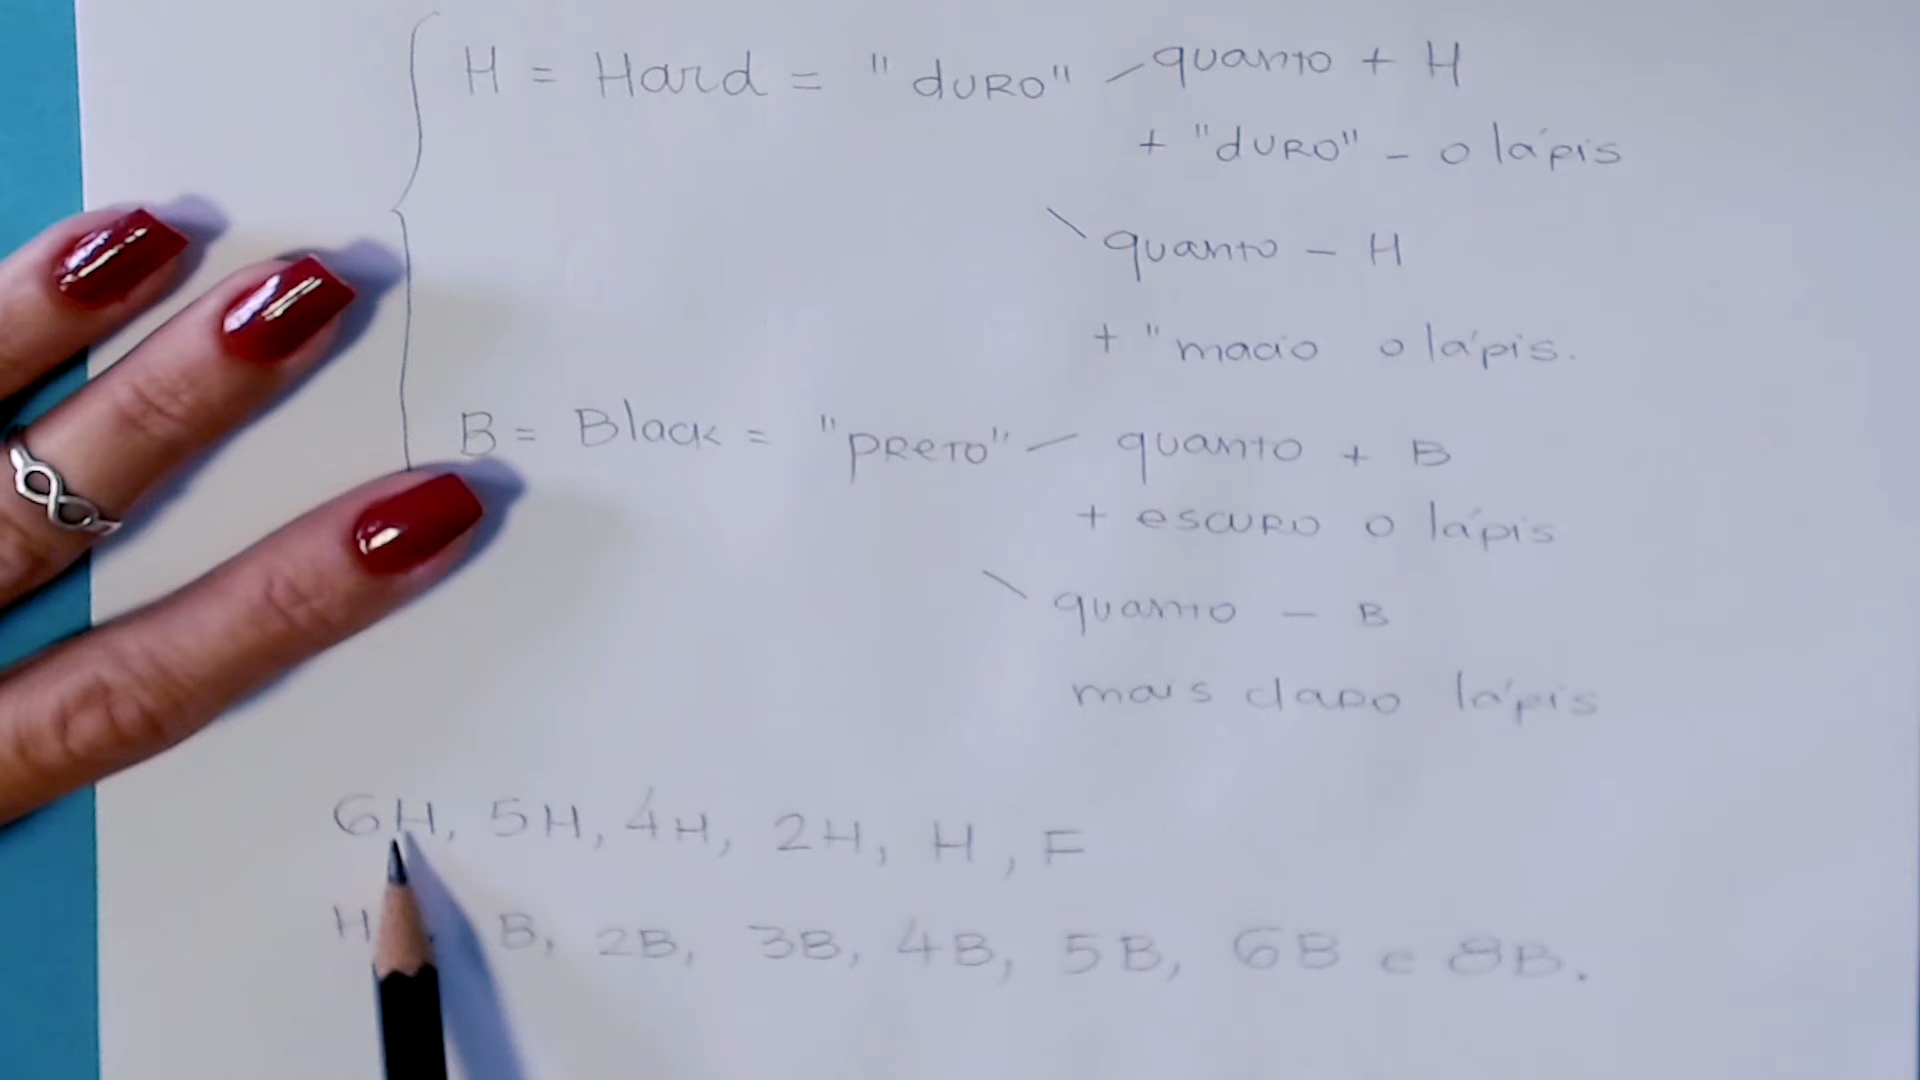 H = Hard = "duro" - quanto + H
+ "duro" - o lápis
quanto - H
+ "macio o lápis.
B = Black = "preto" - quanto + B
+ escuro o lápis
quanto - B
mais claro lápis
6H, 5H, 4H, 2H, H, F
B, 2B, 3B, 4B, 5B, 6B e 8B.